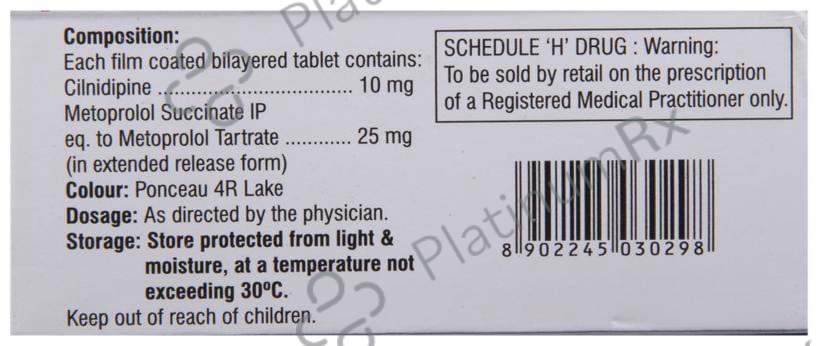 Composition:
Each film coated bilayered tablet contains:
Cilnidipine .................................. 10 mg
Metoprolol Succinate IP
eq. to Metoprolol Tartrate ............ 25 mg
(in extended release form)
Colour: Ponceau 4R Lake
Dosage: As directed by the physician.
Storage: Store protected from light &
moisture, at a temperature not
exceeding 30ºC.
Keep out of reach of children.
SCHEDULE 'H' DRUG : Warning:
To be sold by retail on the prescription
of a Registered Medical Practitioner only.
8 902245 030298
PlatinumRx